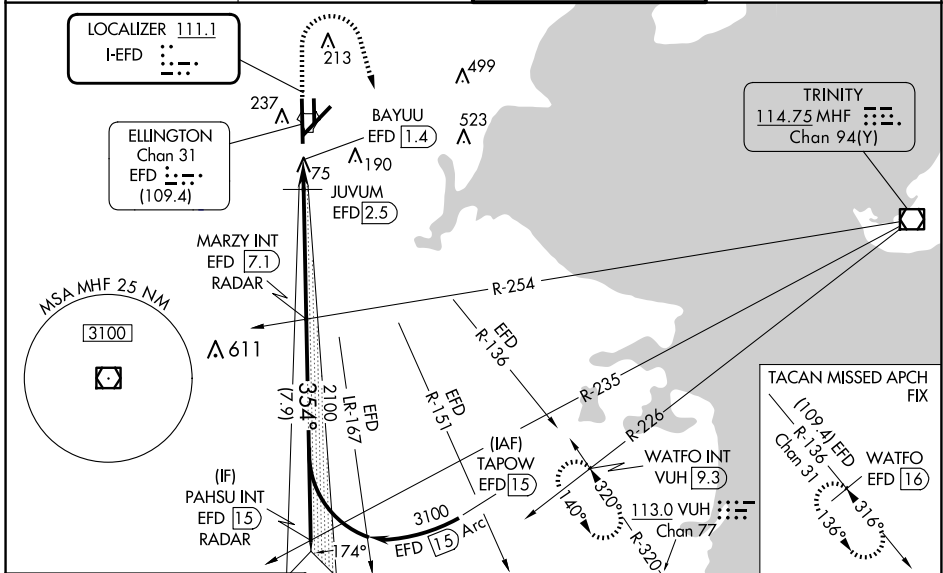 LOCALIZER 111.1
I-EFD
213
499
237
BAYUU
EFD 1.4
523
TRINITY
114.75 MHF
Chan 94(Y)
ELLINGTON
Chan 31
EFD
(109.4)
190
75
JUVUM
EFD 2.5
MARZY INT
EFD 7.1
RADAR
R-254
MSA MHF 25 NM
3100
611
EFD
R-136
R-235
TACAN MISSED APCH
FIX
354°
2100
(7.9)
EFD
LR-167
EFD
R-151
R-226
(109.4) EFD
R-136
Chan 31
(IAF)
TAPOW
EFD 15
WATFO INT
VUH 9.3
WATFO
EFD 16
(IF)
PAHSU INT
EFD 15
RADAR
3100
EFD 15 Arc
320°
140°
113.0 VUH
Chan 77
316°
136°
R-320
174°